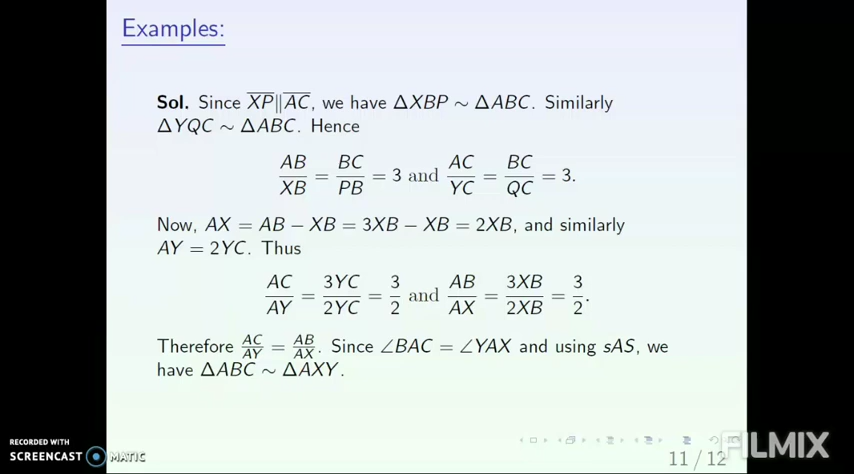 Examples:
Sol. Since \overline{XP}∥\overline{AC}, we have ΔXBP ∼ ΔABC. Similarly
ΔYQC ∼ ΔABC. Hence
AB/XB = BC/PB = 3 and AC/YC = BC/QC = 3.
Now, AX = AB − XB = 3XB − XB = 2XB, and similarly
AY = 2YC. Thus
AC/AY = 3YC/2YC = 3/2 and AB/AX = 3XB/2XB = 3/2.
Therefore AC/AY = AB/AX. Since ∠BAC = ∠YAX and using sAS, we
have ΔABC ∼ ΔAXY.
RECORDED WITH
SCREENCAST MATIC
FILMIX
11 / 12